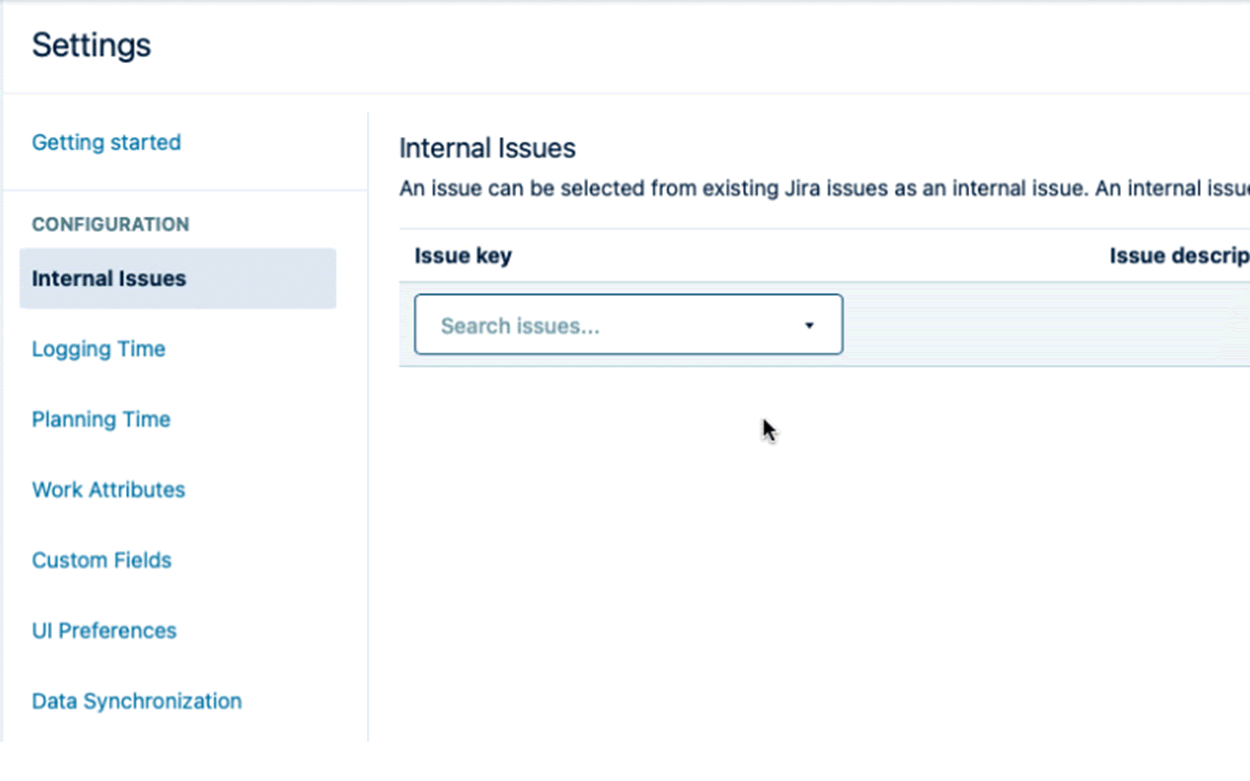 Settings
Getting started
CONFIGURATION
Internal Issues
Logging Time
Planning Time
Work Attributes
Custom Fields
UI Preferences
Data Synchronization
Internal Issues
An issue can be selected from existing Jira issues as an internal issue. An internal issue
Issue key
Issue descrip
Search issues...